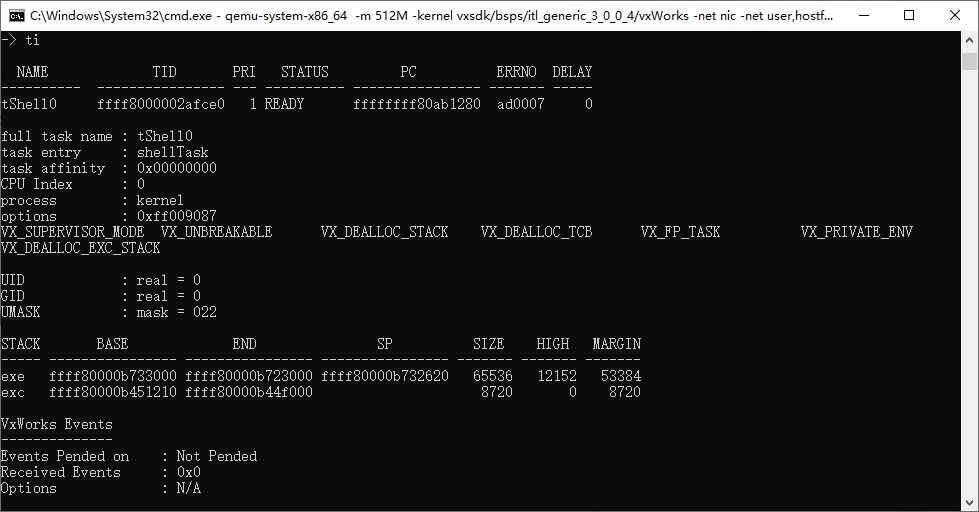 C:\Windows\System32\cmd.exe - qemu-system-x86_64  -m 512M -kernel vxsdk/bsps/itl_generic_3_0_0_4/vxWorks -net nic -net user,hostf...
-> ti
  NAME             TID        PRI   STATUS          PC          ERRNO  DELAY
----------  ---------------- --- ------------ ---------------- ------- -----
tShell0     ffff8000002afce0   1 READY      ffffffff80ab1280  ad0007     0
full task name : tShell0
task entry     : shellTask
task affinity  : 0x00000000
CPU Index      : 0
process        : kernel
options        : 0xff009087
VX_SUPERVISOR_MODE  VX_UNBREAKABLE      VX_DEALLOC_STACK    VX_DEALLOC_TCB      VX_FP_TASK          VX_PRIVATE_ENV
VX_DEALLOC_EXC_STACK
UID            : real = 0
GID            : real = 0
UMASK          : mask = 022
STACK       BASE             END              SP          SIZE   HIGH   MARGIN
----- ---------------- ---------------- ---------------- ------- ------- -------
exe   ffff80000b733000 ffff80000b723000 ffff80000b732620   65536   12152   53384
exc   ffff80000b451210 ffff80000b44f000                     8720       0    8720
VxWorks Events
--------------
Events Pended on    : Not Pended
Received Events     : 0x0
Options             : N/A